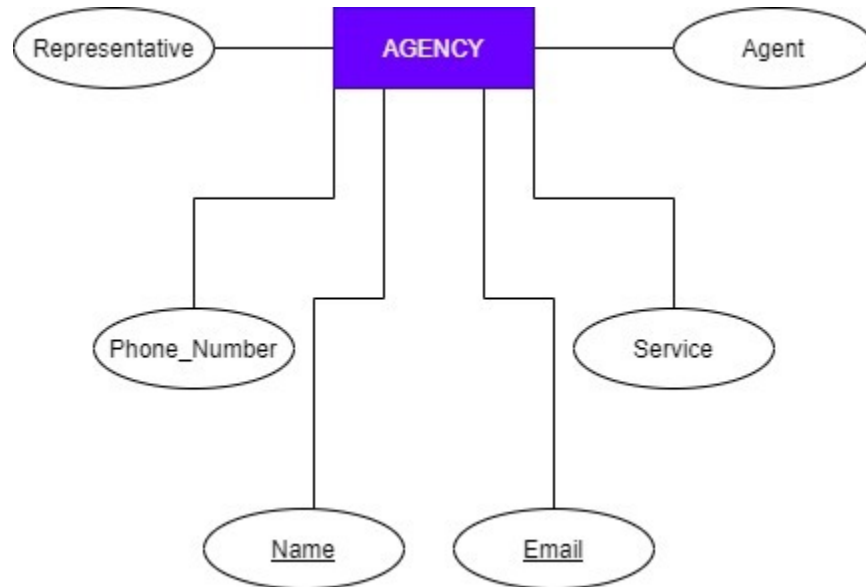 Representative
AGENCY
Agent
Phone_Number
Service
Name
Email